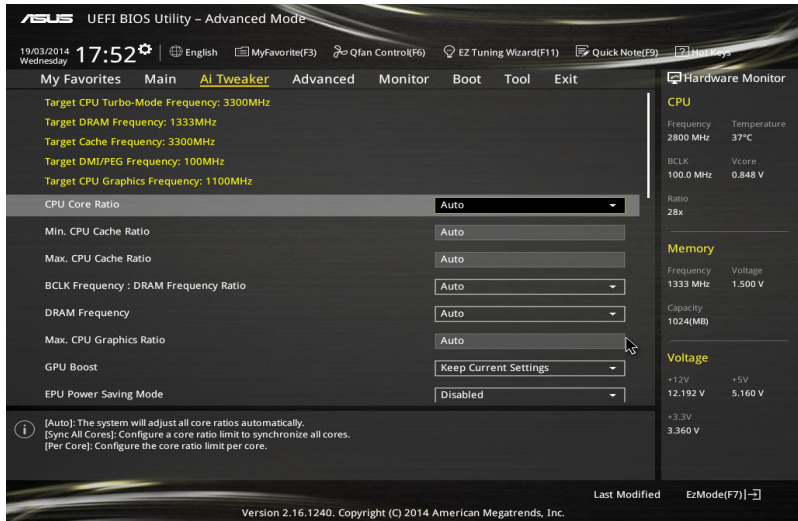 ASUS UEFI BIOS Utility – Advanced Mode
19/03/2014
Wednesday
17:52
English MyFavorite(F3) Qfan Control(F6) EZ Tuning Wizard(F11) Quick Note(F9) ? Hot Keys
My Favorites Main Ai Tweaker Advanced Monitor Boot Tool Exit
Target CPU Turbo-Mode Frequency: 3300MHz
Target DRAM Frequency: 1333MHz
Target Cache Frequency: 3300MHz
Target DMI/PEG Frequency: 100MHz
Target CPU Graphics Frequency: 1100MHz
CPU Core Ratio Auto
Min. CPU Cache Ratio Auto
Max. CPU Cache Ratio Auto
BCLK Frequency : DRAM Frequency Ratio Auto
DRAM Frequency Auto
Max. CPU Graphics Ratio Auto
GPU Boost Keep Current Settings
EPU Power Saving Mode Disabled
[Auto]: The system will adjust all core ratios automatically.
[Sync All Cores]: Configure a core ratio limit to synchronize all cores.
[Per Core]: Configure the core ratio limit per core.
Hardware Monitor
CPU
Frequency Temperature
2800 MHz 37°C
BCLK Vcore
100.0 MHz 0.848 V
Ratio
28x
Memory
Frequency Voltage
1333 MHz 1.500 V
Capacity
1024(MB)
Voltage
+12V +5V
12.192 V 5.160 V
+3.3V
3.360 V
Last Modified EzMode(F7)
Version 2.16.1240. Copyright (C) 2014 American Megatrends, Inc.